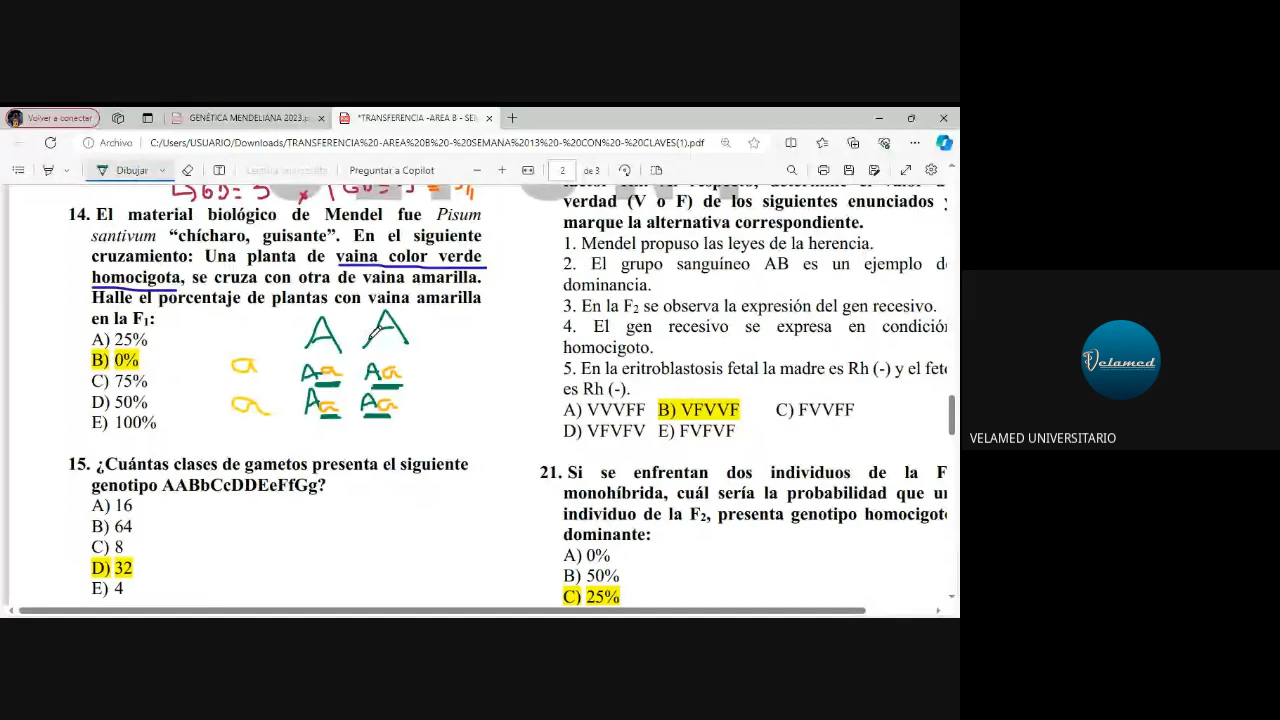 Volver a conectar
GENÉTICA MENDELIANA 2023.p
*TRANSFERENCIA -AREA B - SEM
Archivo
C:/Users/USUARIO/Downloads/TRANSFERENCIA%20-AREA%20B%20-%20SEMANA%2013%20-%20CON%20-%20CLAVES(1).pdf
Dibujar
Preguntar a Copilot
2
de 3
14. El material biológico de Mendel fue Pisum
santivum “chícharo, guisante”. En el siguiente
cruzamiento: Una planta de vaina color verde
homocigota, se cruza con otra de vaina amarilla.
Halle el porcentaje de plantas con vaina amarilla
en la F1:
A) 25%
B) 0%
C) 75%
D) 50%
E) 100%
A A
a Aa Aa
a Aa Aa
15. ¿Cuántas clases de gametos presenta el siguiente
genotipo AABbCcDDEeFfGg?
A) 16
B) 64
C) 8
D) 32
E) 4
verdad (V o F) de los siguientes enunciados y
marque la alternativa correspondiente.
1. Mendel propuso las leyes de la herencia.
2. El grupo sanguíneo AB es un ejemplo de
dominancia.
3. En la F2 se observa la expresión del gen recesivo.
4. El gen recesivo se expresa en condición
homocigoto.
5. En la eritroblastosis fetal la madre es Rh (-) y el feto
es Rh (-).
A) VVVFF B) VFVVF C) FVVFF
D) VFVFV E) FVFVF
21. Si se enfrentan dos individuos de la F
monohíbrida, cuál sería la probabilidad que un
individuo de la F2, presenta genotipo homocigoto
dominante:
A) 0%
B) 50%
C) 25%
Velamed
VELAMED UNIVERSITARIO